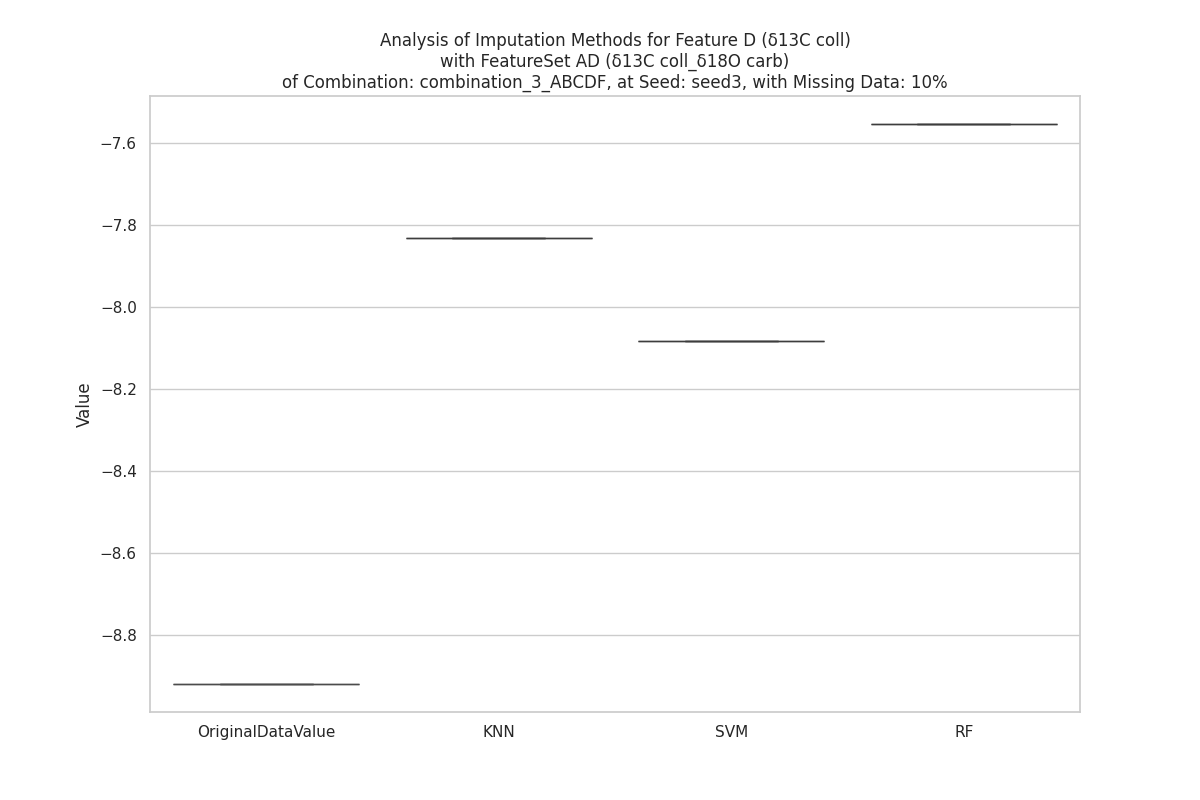 Analysis of Imputation Methods for Feature D (δ13C coll)
with FeatureSet AD (δ13C coll_δ18O carb)
of Combination: combination_3_ABCDF, at Seed: seed3, with Missing Data: 10%
−7.6
−7.8
−8.0
−8.2
−8.4
−8.6
−8.8
Value
OriginalDataValue KNN SVM RF